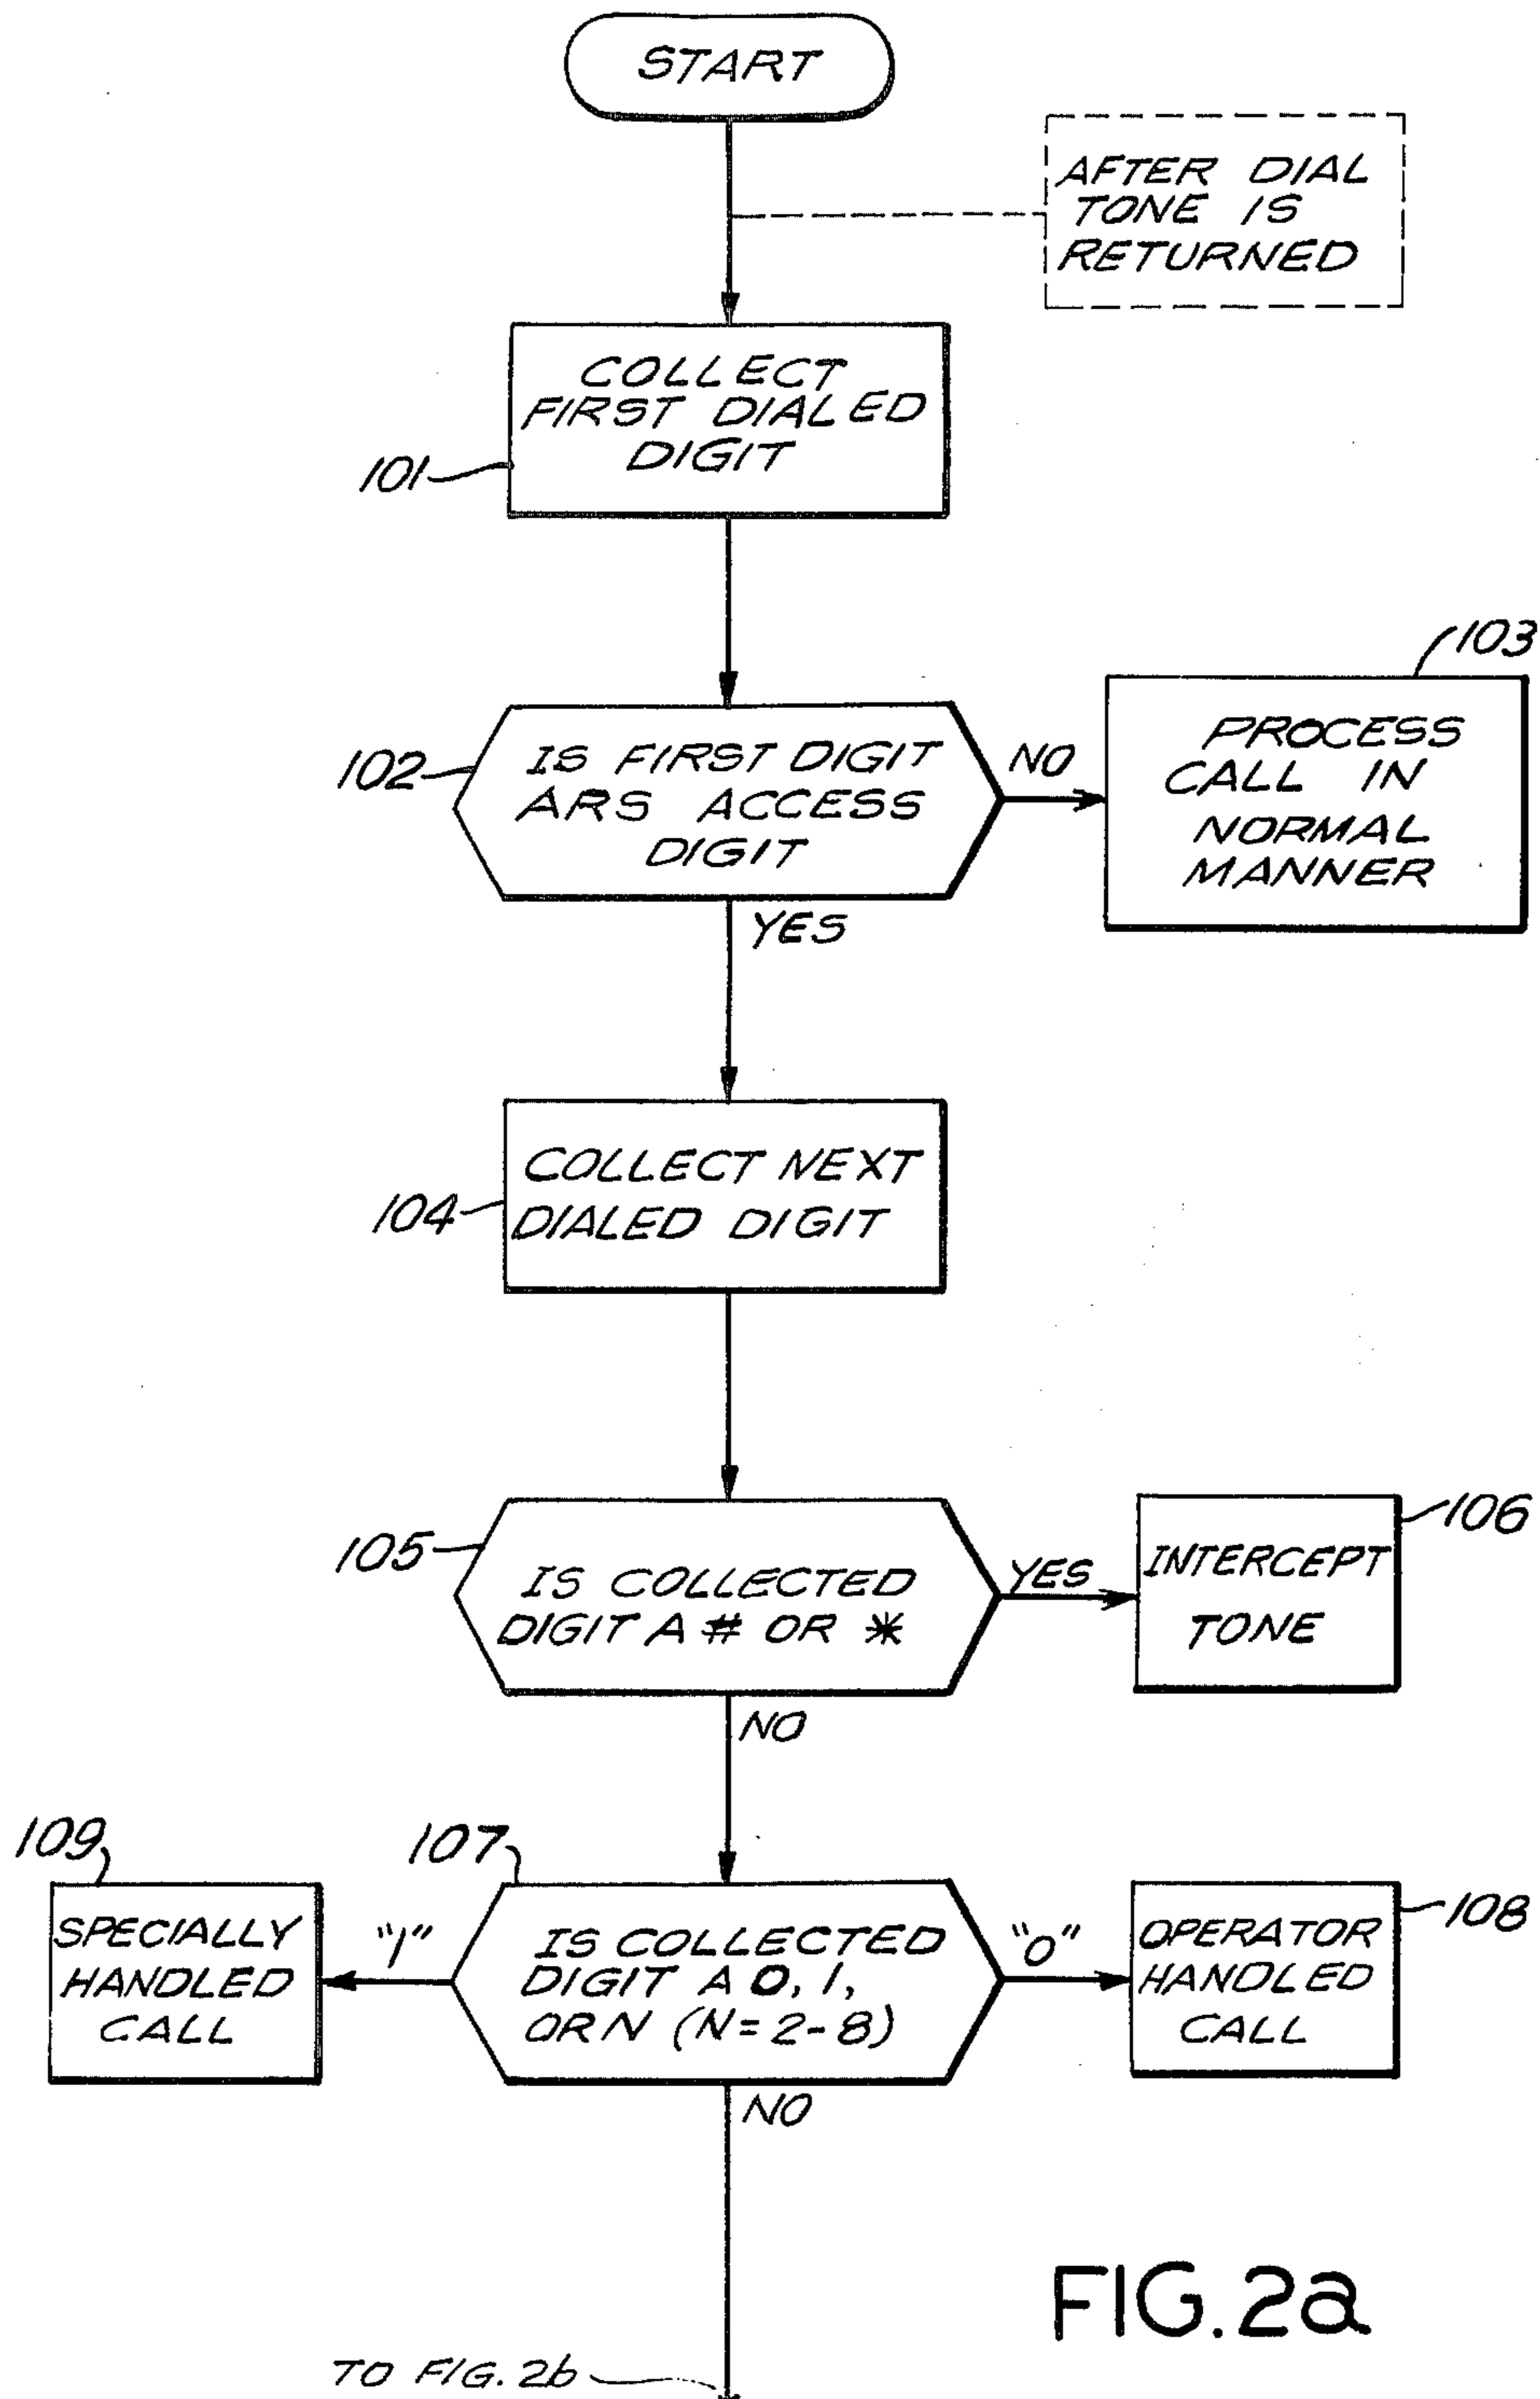 START
AFTER DIAL
TONE IS
RETURNED
COLLECT
FIRST DIALED
DIGIT
101
103
102
IS FIRST DIGIT
ARS ACCESS
DIGIT
NO
PROCESS
CALL IN
NORMAL
MANNER
YES
104
COLLECT NEXT
DIALED DIGIT
105
IS COLLECTED
DIGIT A # OR *
YES
106
INTERCEPT
TONE
NO
109
107
SPECIALLY
HANDLED
CALL
"1"
IS COLLECTED
DIGIT A 0, 1,
OR N (N=2-8)
"0"
108
OPERATOR
HANDLED
CALL
NO
FIG. 2a
TO FIG. 2b